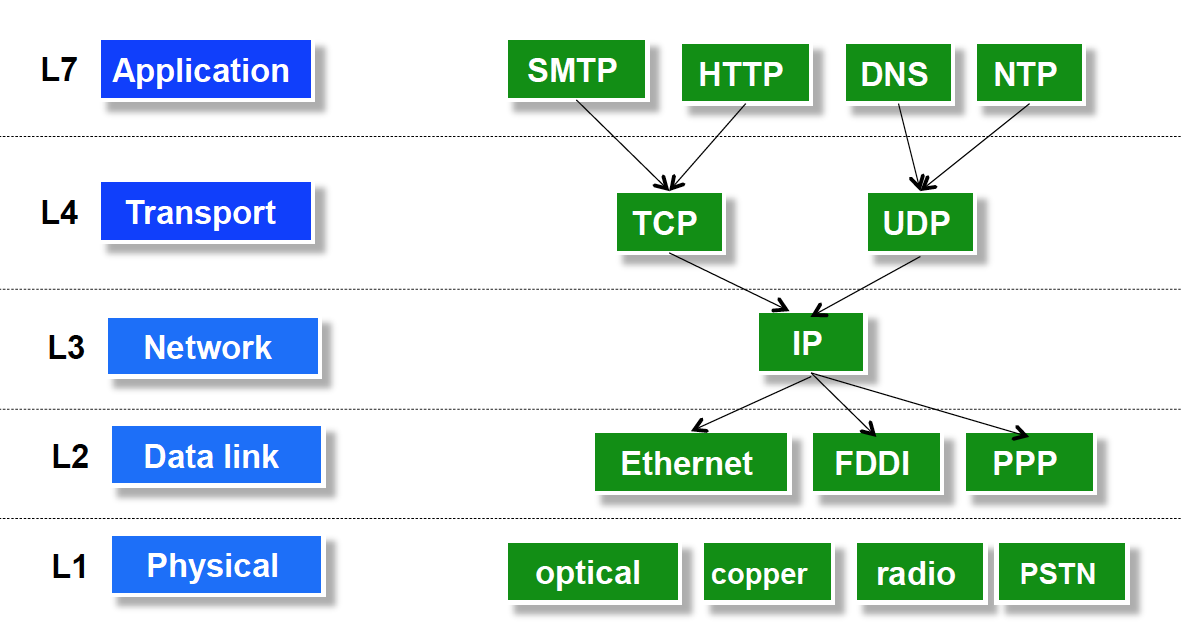 L7 Application SMTP HTTP DNS NTP
L4 Transport TCP UDP
L3 Network IP
L2 Data link Ethernet FDDI PPP
L1 Physical optical copper radio PSTN